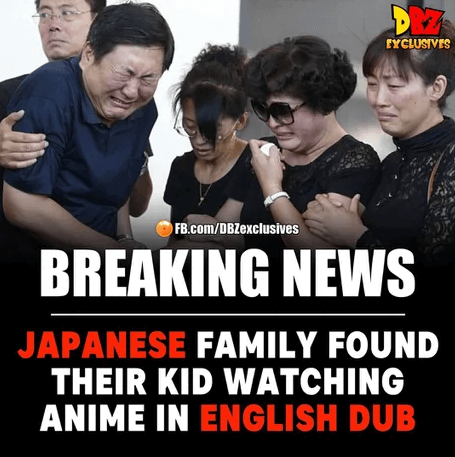 DBZ
EXCLUSIVES
FB.com/DBZexclusives
BREAKING NEWS
JAPANESE FAMILY FOUND
THEIR KID WATCHING
ANIME IN ENGLISH DUB